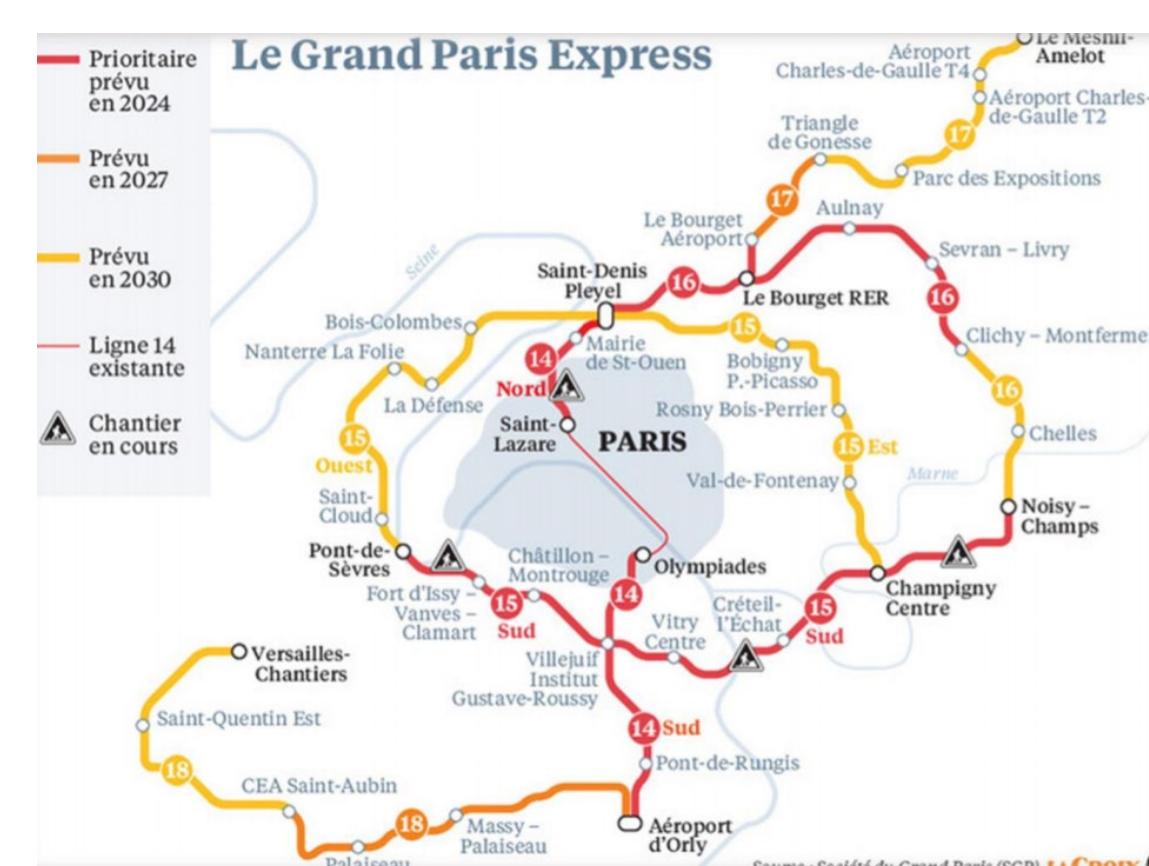 Le Grand Paris Express
Prioritaire
prévu
en 2024
Prévu
en 2027
Prévu
en 2030
Ligne 14
existante
Chantier
en cours
Le Mesnil-
Amelot
Aéroport
Charles-de-Gaulle T4
Aéroport Charles-
de-Gaulle T2
17
Triangle
de Gonesse
Parc des Expositions
17
Le Bourget
Aéroport
Aulnay
Sevran – Livry
Seine
Saint-Denis
Pleyel
16
Le Bourget RER
16
Bois-Colombes
15
Clichy – Montferme
Nanterre La Folie
14
Nord
Mairie
de St-Ouen
Bobigny
P.-Picasso
16
La Défense
Rosny Bois-Perrier
Saint-
Lazare
PARIS
15
Ouest
15
Est
Chelles
Marne
Val-de-Fontenay
Saint-
Cloud
Noisy –
Champs
Pont-de-
Sèvres
Châtillon –
Montrouge
Olympiades
Champigny
Centre
Fort d'Issy –
Vanves –
Clamart
15
Sud
14
Vitry
Centre
Créteil-
l'Échat
15
Sud
Versailles-
Chantiers
Villejuif
Institut
Gustave-Roussy
Saint-Quentin Est
14
Sud
Pont-de-Rungis
18
CEA Saint-Aubin
18
Massy –
Palaiseau
Aéroport
d'Orly
Palaiseau
Source : Société du Grand Paris (SGP) LA CROIX